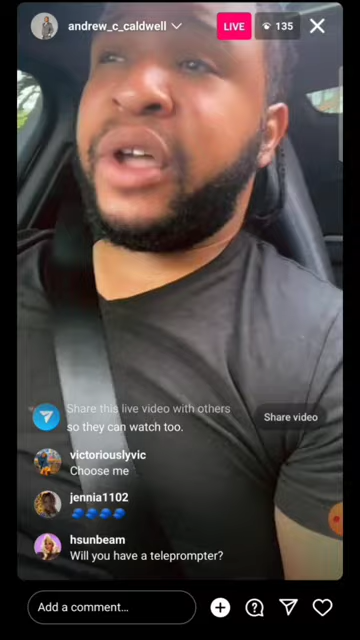 andrew_c_caldwell
LIVE
135
Share this live video with others
so they can watch too.
Share video
victoriouslyvic
Choose me
jennia1102
hsunbeam
Will you have a teleprompter?
Add a comment...